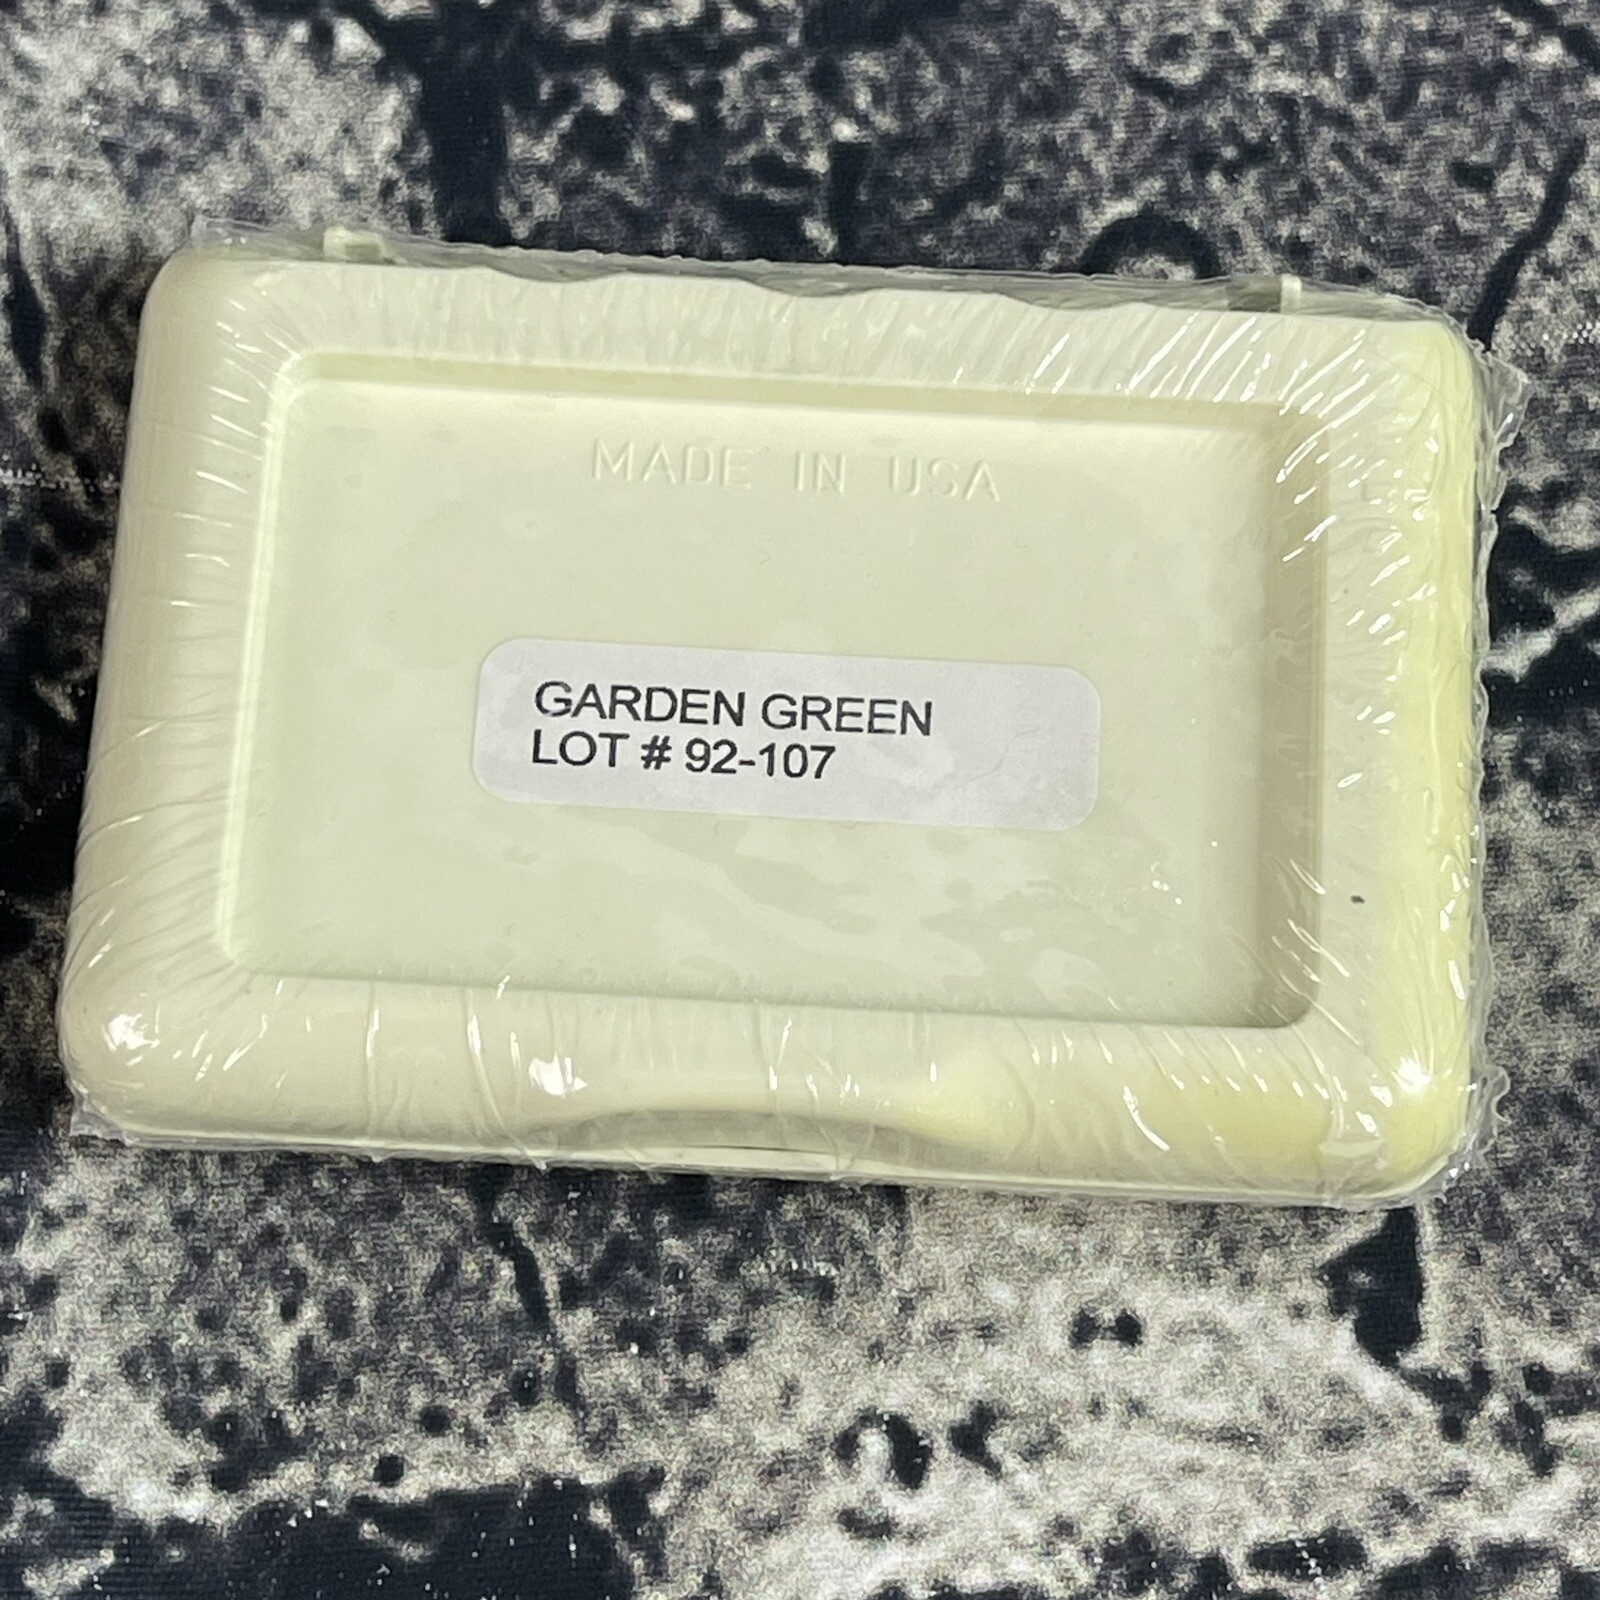 MADE IN USA
GARDEN GREEN
LOT # 92-107